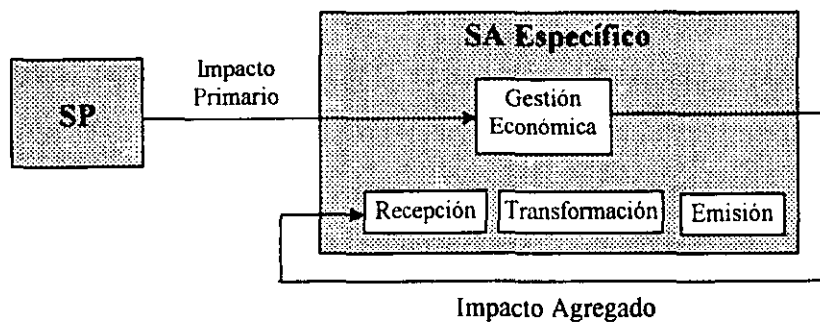 SA Específico
Impacto
Primario
SP
Gestión
Económica
Recepción
Transformación
Emisión
Impacto Agregado